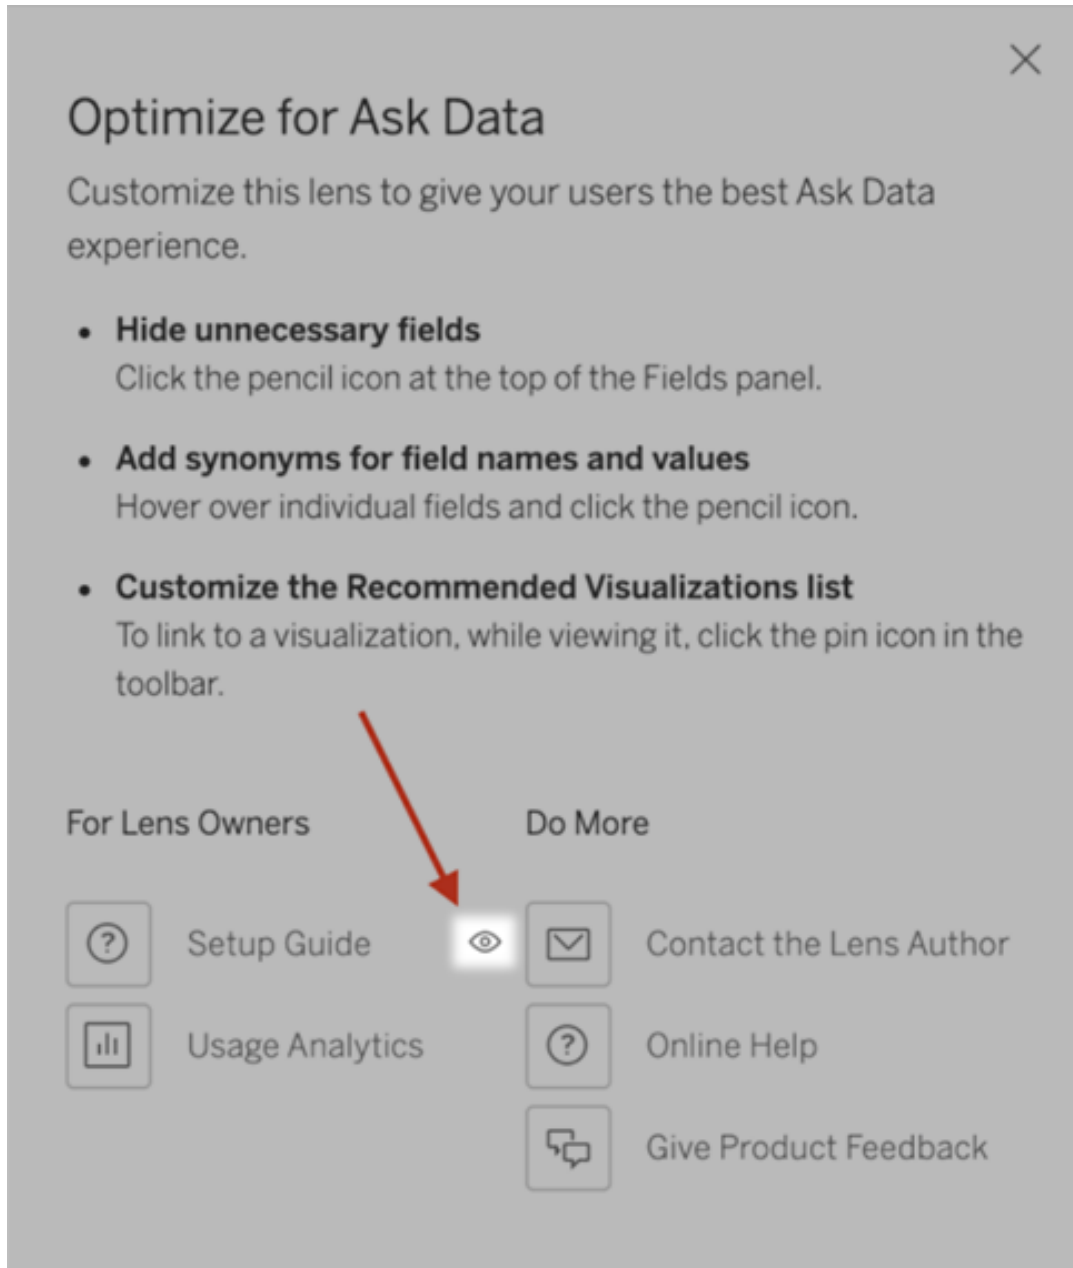 Optimize for Ask Data
Customize this lens to give your users the best Ask Data
experience.
• Hide unnecessary fields
Click the pencil icon at the top of the Fields panel.
• Add synonyms for field names and values
Hover over individual fields and click the pencil icon.
• Customize the Recommended Visualizations list
To link to a visualization, while viewing it, click the pin icon in the
toolbar.
For Lens Owners
Setup Guide
Usage Analytics
Do More
Contact the Lens Author
Online Help
Give Product Feedback